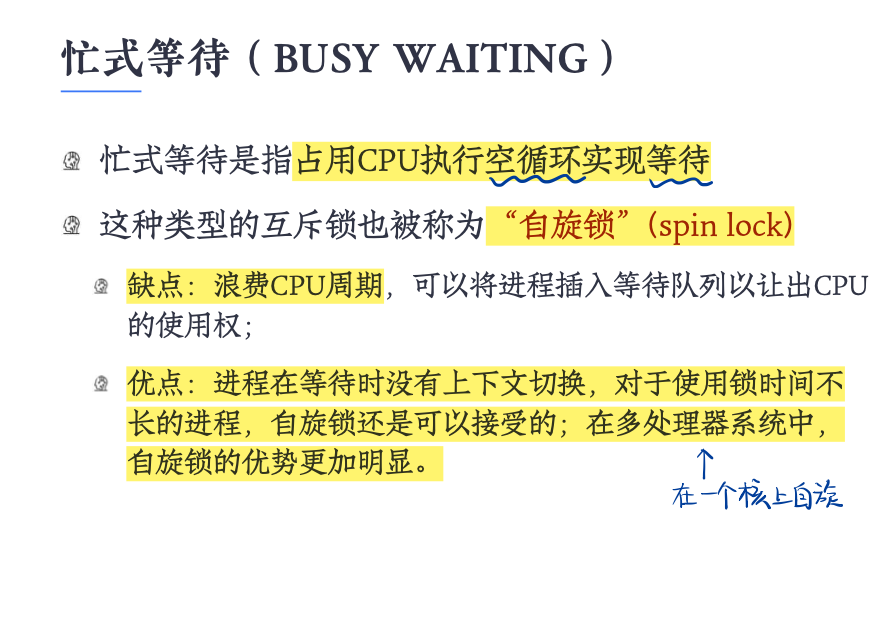 忙式等待（BUSY WAITING）
忙式等待是指占用CPU执行空循环实现等待
这种类型的互斥锁也被称为“自旋锁”（spin lock）
缺点：浪费CPU周期，可以将进程插入等待队列以让出CPU
的使用权；
优点：进程在等待时没有上下文切换，对于使用锁时间不
长的进程，自旋锁还是可以接受的；在多处理器系统中，
自旋锁的优势更加明显。
在一个核上自旋